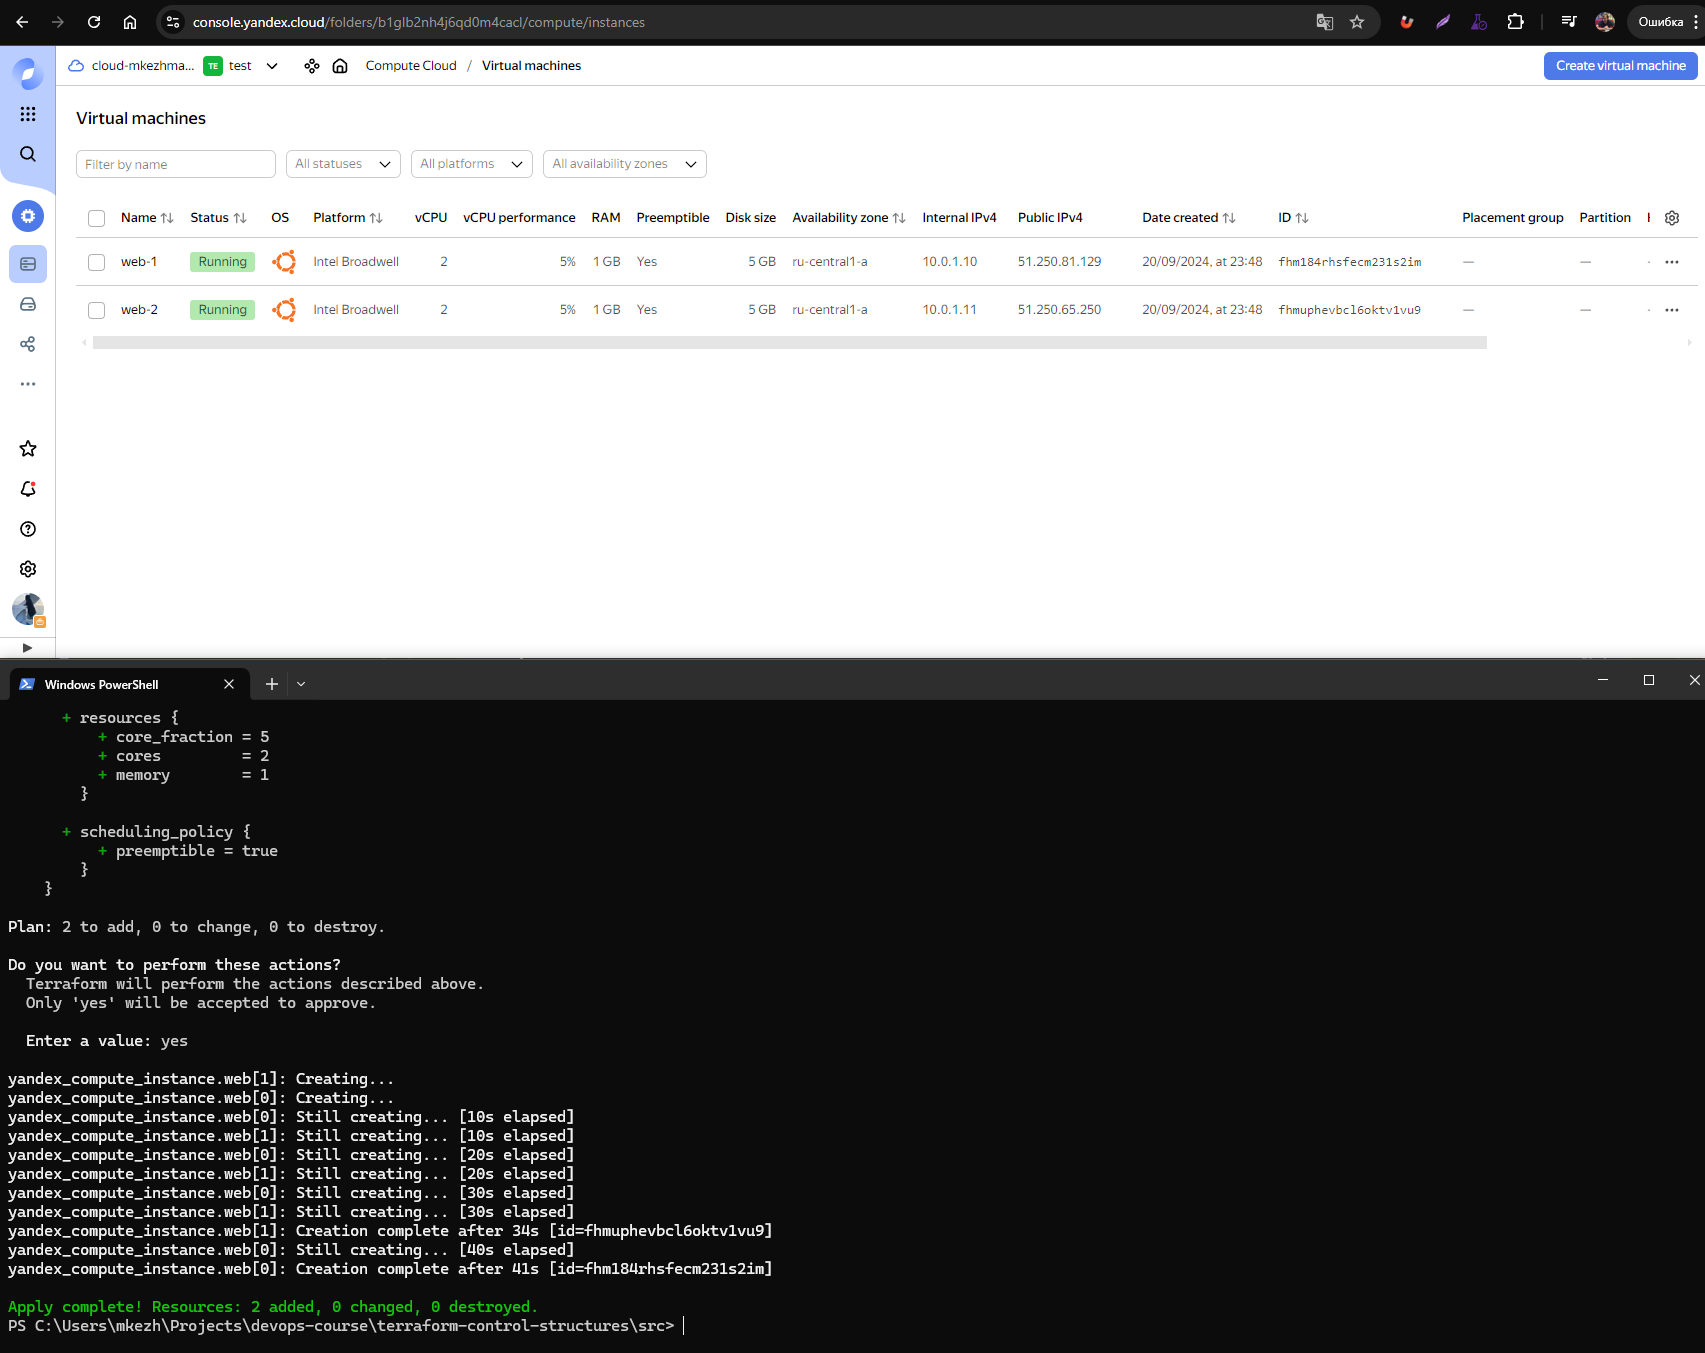 console.yandex.cloud/folders/b1glb2nh4j6qd0m4cacl/compute/instances
Ошибка
cloud-mkezhma... TE test Compute Cloud / Virtual machines
Create virtual machine
Virtual machines
Filter by name All statuses All platforms All availability zones
Name Status OS Platform vCPU vCPU performance RAM Preemptible Disk size Availability zone Internal IPv4 Public IPv4 Date created ID Placement group Partition
web-1 Running Intel Broadwell 2 5% 1 GB Yes 5 GB ru-central1-a 10.0.1.10 51.250.81.129 20/09/2024, at 23:48 fhm184rhsfecm231s2im — —
web-2 Running Intel Broadwell 2 5% 1 GB Yes 5 GB ru-central1-a 10.0.1.11 51.250.65.250 20/09/2024, at 23:48 fhmuphevbcl6oktv1vu9 — —
Windows PowerShell
+ resources {
+ core_fraction = 5
+ cores = 2
+ memory = 1
}
+ scheduling_policy {
+ preemptible = true
}
}
Plan: 2 to add, 0 to change, 0 to destroy.
Do you want to perform these actions?
Terraform will perform the actions described above.
Only 'yes' will be accepted to approve.
Enter a value: yes
yandex_compute_instance.web[1]: Creating...
yandex_compute_instance.web[0]: Creating...
yandex_compute_instance.web[0]: Still creating... [10s elapsed]
yandex_compute_instance.web[1]: Still creating... [10s elapsed]
yandex_compute_instance.web[0]: Still creating... [20s elapsed]
yandex_compute_instance.web[1]: Still creating... [20s elapsed]
yandex_compute_instance.web[0]: Still creating... [30s elapsed]
yandex_compute_instance.web[1]: Still creating... [30s elapsed]
yandex_compute_instance.web[1]: Creation complete after 34s [id=fhmuphevbcl6oktv1vu9]
yandex_compute_instance.web[0]: Still creating... [40s elapsed]
yandex_compute_instance.web[0]: Creation complete after 41s [id=fhm184rhsfecm231s2im]
Apply complete! Resources: 2 added, 0 changed, 0 destroyed.
PS C:\Users\mkezh\Projects\devops-course\terraform-control-structures\src>